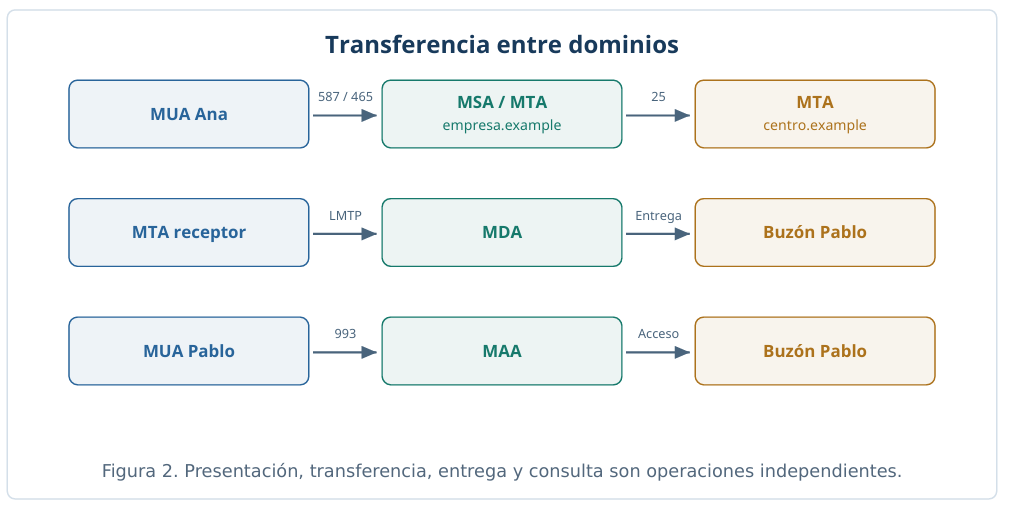 Transferencia entre dominios
MUA Ana
587 / 465
MSA / MTA
empresa.example
25
MTA
centro.example
MTA receptor
LMTP
MDA
Entrega
Buzón Pablo
MUA Pablo
993
MAA
Acceso
Buzón Pablo
Figura 2. Presentación, transferencia, entrega y consulta son operaciones independientes.